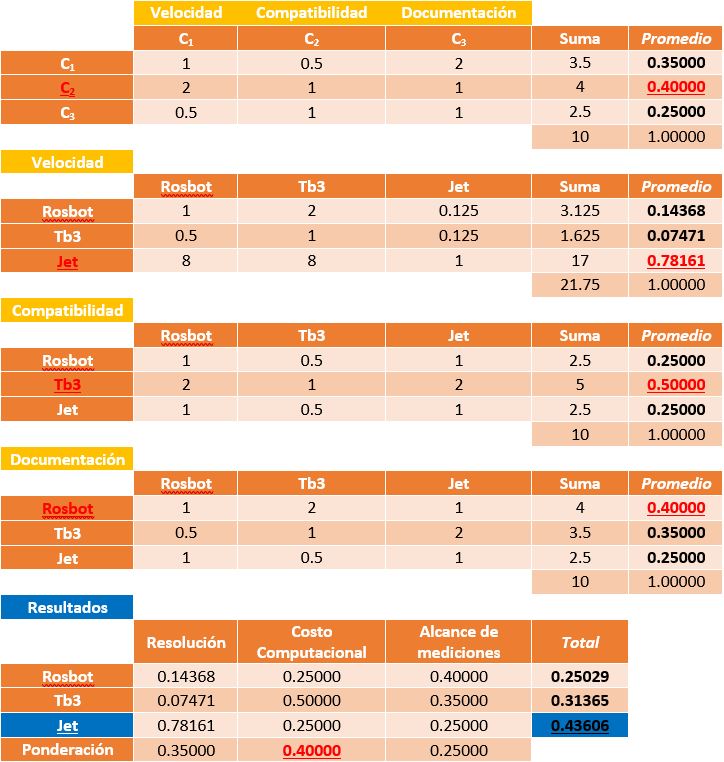 Velocidad Compatibilidad Documentación
C₁ C₂ C₃ Suma Promedio
C₁ 1 0.5 2 3.5 0.35000
C₂ 2 1 1 4 0.40000
C₃ 0.5 1 1 2.5 0.25000
10 1.00000
Velocidad
Rosbot Tb3 Jet Suma Promedio
Rosbot 1 2 0.125 3.125 0.14368
Tb3 0.5 1 0.125 1.625 0.07471
Jet 8 8 1 17 0.78161
21.75 1.00000
Compatibilidad
Rosbot Tb3 Jet Suma Promedio
Rosbot 1 0.5 1 2.5 0.25000
Tb3 2 1 2 5 0.50000
Jet 1 0.5 1 2.5 0.25000
10 1.00000
Documentación
Rosbot Tb3 Jet Suma Promedio
Rosbot 1 2 1 4 0.40000
Tb3 0.5 1 2 3.5 0.35000
Jet 1 0.5 1 2.5 0.25000
10 1.00000
Resultados
Resolución Costo Computacional Alcance de mediciones Total
Rosbot 0.14368 0.25000 0.40000 0.25029
Tb3 0.07471 0.50000 0.35000 0.31365
Jet 0.78161 0.25000 0.25000 0.43606
Ponderación 0.35000 0.40000 0.25000